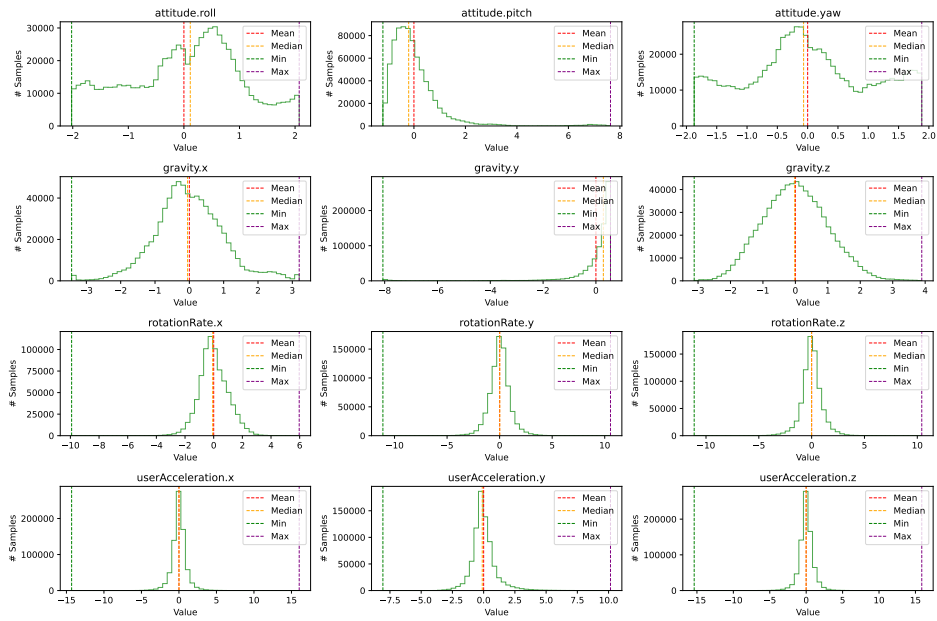 attitude.roll
30000
20000
10000
0
# Samples
−2
−1
0
1
2
Value
Mean
Median
Min
Max
attitude.pitch
80000
60000
40000
20000
0
# Samples
0
2
4
6
8
Value
Mean
Median
Min
Max
attitude.yaw
20000
10000
0
# Samples
−2.0
−1.5
−1.0
−0.5
0.0
0.5
1.0
1.5
2.0
Value
Mean
Median
Min
Max
gravity.x
40000
20000
0
# Samples
−3
−2
−1
0
1
2
3
Value
Mean
Median
Min
Max
gravity.y
200000
100000
0
# Samples
−8
−6
−4
−2
0
Value
Mean
Median
Min
Max
gravity.z
40000
30000
20000
10000
0
# Samples
−3
−2
−1
0
1
2
3
4
Value
Mean
Median
Min
Max
rotationRate.x
100000
75000
50000
25000
0
# Samples
−10
−8
−6
−4
−2
0
2
4
6
Value
Mean
Median
Min
Max
rotationRate.y
150000
100000
50000
0
# Samples
−10
−5
0
5
10
Value
Mean
Median
Min
Max
rotationRate.z
150000
100000
50000
0
# Samples
−10
−5
0
5
10
Value
Mean
Median
Min
Max
userAcceleration.x
200000
100000
0
# Samples
−15
−10
−5
0
5
10
15
Value
Mean
Median
Min
Max
userAcceleration.y
150000
100000
50000
0
# Samples
−7.5
−5.0
−2.5
0.0
2.5
5.0
7.5
10.0
Value
Mean
Median
Min
Max
userAcceleration.z
200000
100000
0
# Samples
−15
−10
−5
0
5
10
15
Value
Mean
Median
Min
Max